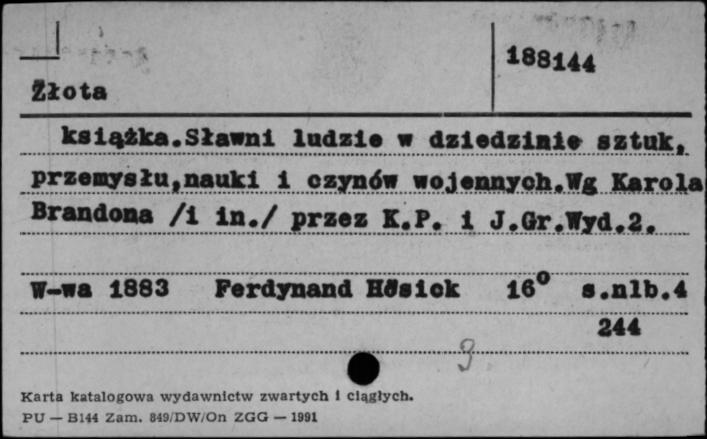 188144
Złota
książka.Sławni ludzie w dziedzinie sztuk,
przemysłu,nauki i czynów wojennych.Wg Karola
Brandona /i in./ przez K.P. i J.Gr.Wyd.2.
W-wa 1883 Ferdynand Hösick 16° s.nlb.4
244
9
Karta katalogowa wydawnictw zwartych i ciągłych.
PU — B144 Zam. 849/DW/On ZGG — 1991